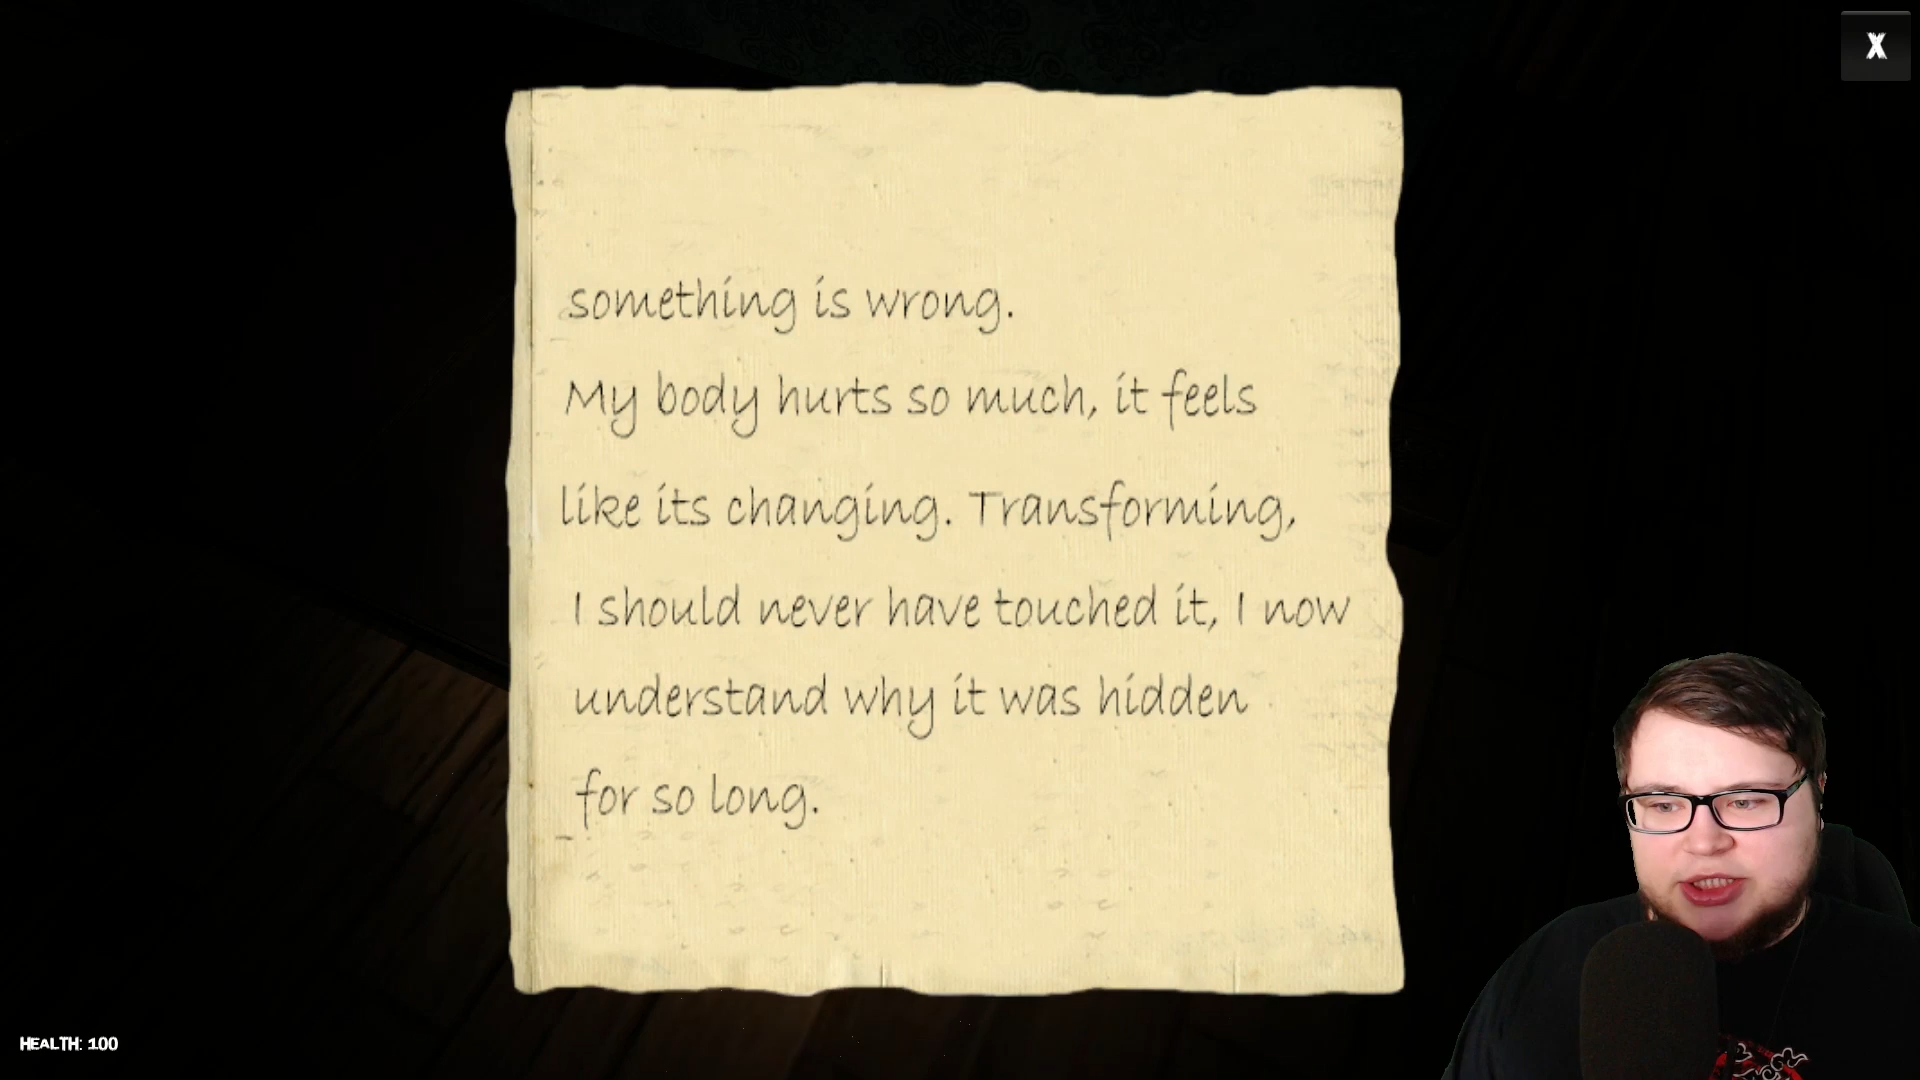 X
something is wrong.
My body hurts so much, it feels
like its changing. Transforming,
I should never have touched it, I now
understand why it was hidden
for so long.
HEALTH: 100